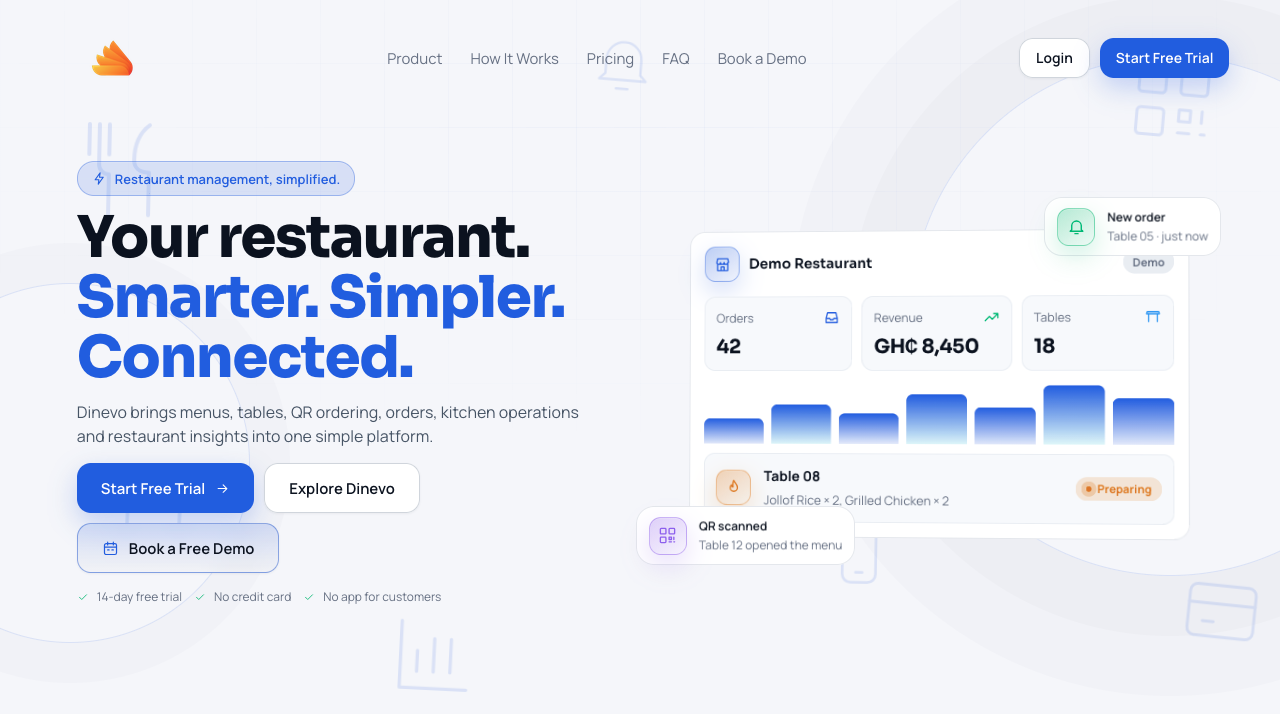 Product
How It Works
Pricing
FAQ
Book a Demo
Login
Start Free Trial
Restaurant management, simplified.
Your restaurant.
Smarter. Simpler.
Connected.
Dinevo brings menus, tables, QR ordering, orders, kitchen operations
and restaurant insights into one simple platform.
Start Free Trial →
Explore Dinevo
Book a Free Demo
14-day free trial
No credit card
No app for customers
New order
Table 05 · just now
Demo Restaurant
Demo
Orders
42
Revenue
GH₵ 8,450
Tables
18
Table 08
Jollof Rice × 2, Grilled Chicken × 2
Preparing
QR scanned
Table 12 opened the menu